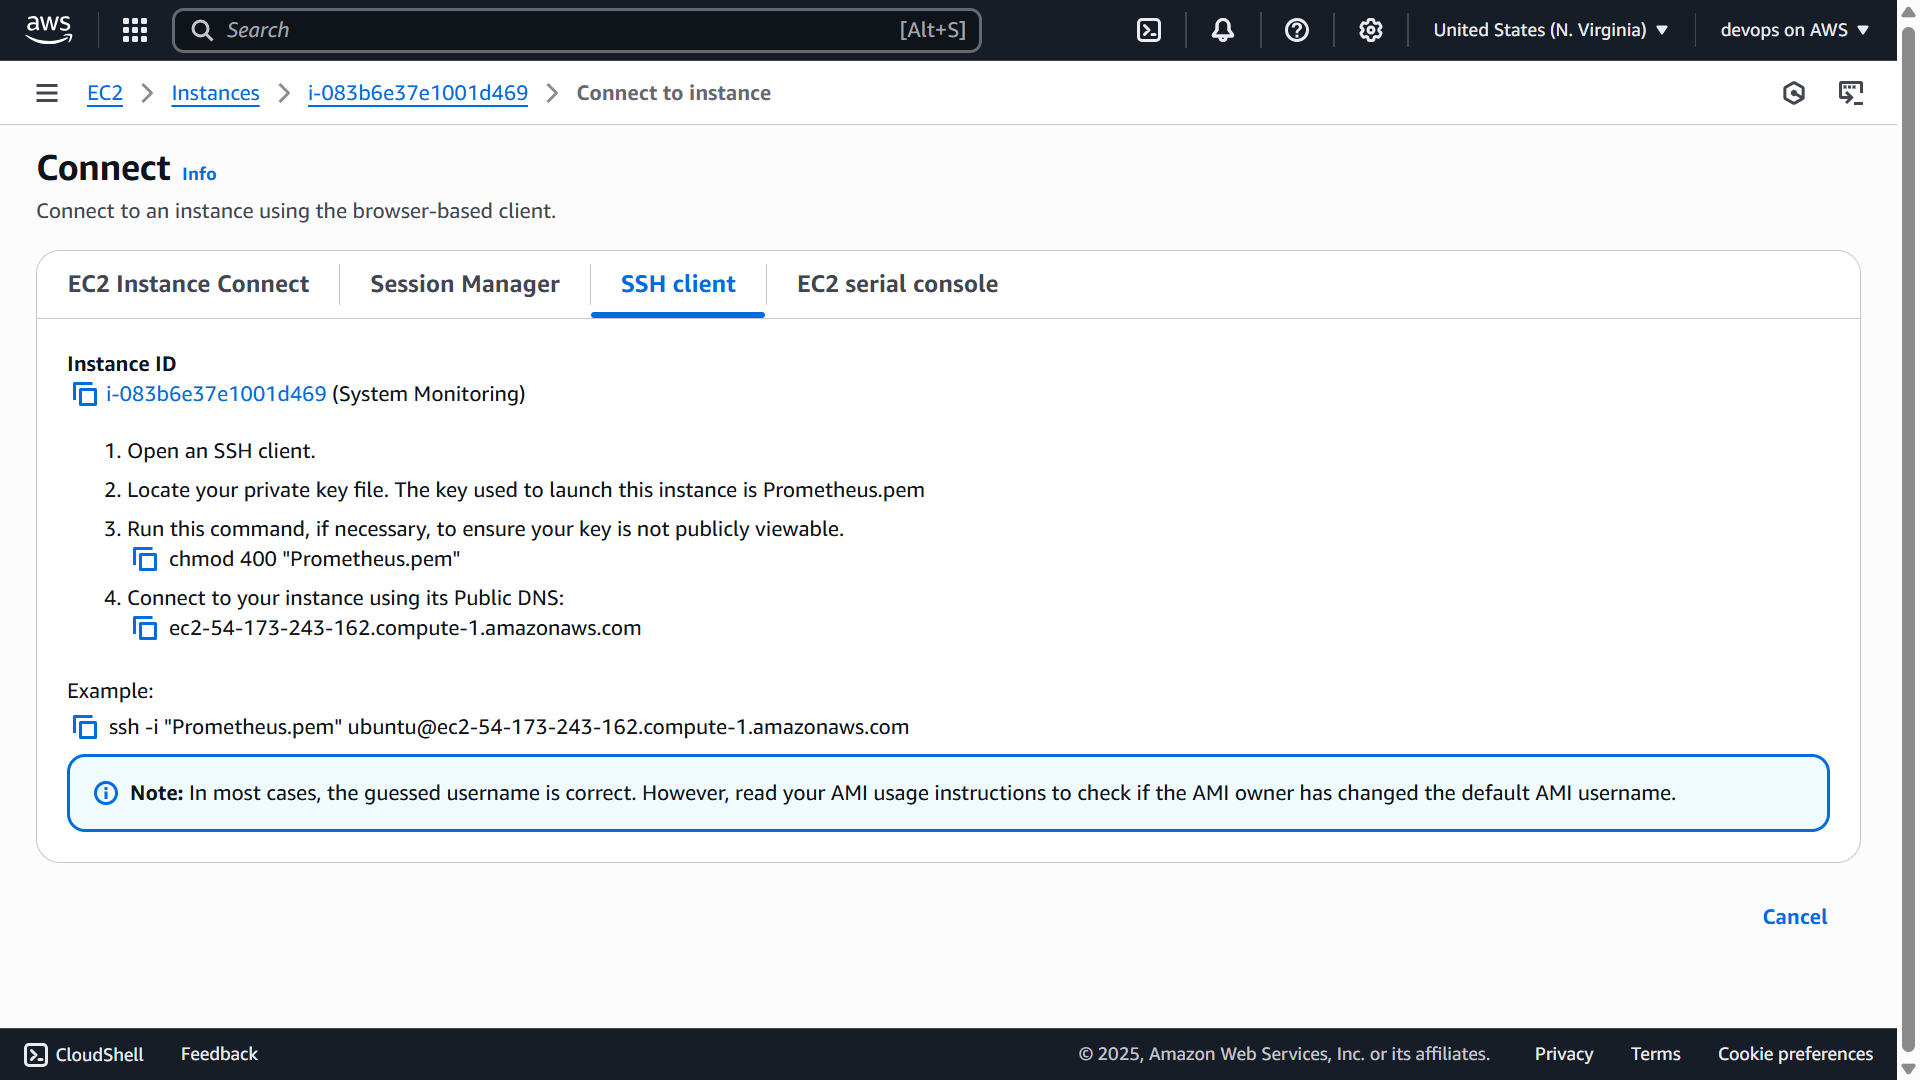 aws
Search [Alt+S]
United States (N. Virginia)
devops on AWS
EC2 Instances i-083b6e37e1001d469 Connect to instance
Connect Info
Connect to an instance using the browser-based client.
EC2 Instance Connect Session Manager SSH client EC2 serial console
Instance ID
i-083b6e37e1001d469 (System Monitoring)
1. Open an SSH client.
2. Locate your private key file. The key used to launch this instance is Prometheus.pem
3. Run this command, if necessary, to ensure your key is not publicly viewable.
chmod 400 "Prometheus.pem"
4. Connect to your instance using its Public DNS:
ec2-54-173-243-162.compute-1.amazonaws.com
Example:
ssh -i "Prometheus.pem" ubuntu@ec2-54-173-243-162.compute-1.amazonaws.com
Note: In most cases, the guessed username is correct. However, read your AMI usage instructions to check if the AMI owner has changed the default AMI username.
Cancel
CloudShell Feedback © 2025, Amazon Web Services, Inc. or its affiliates. Privacy Terms Cookie preferences